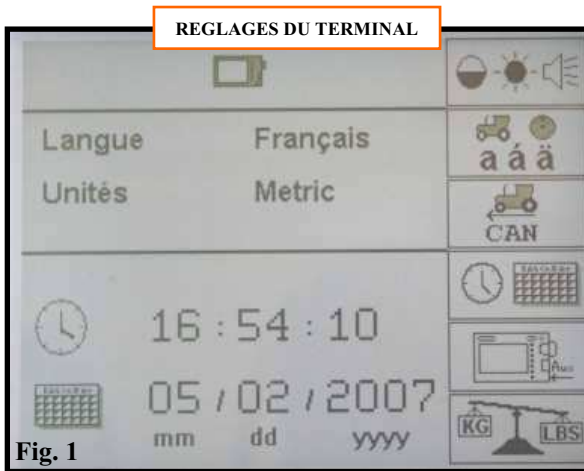 REGLAGES DU TERMINAL
Langue Français
a á ä
Unités Metric
CAN
16 : 54 : 10
Aux
05 / 02 / 2007
mm dd yyyy
KG LBS
Fig. 1